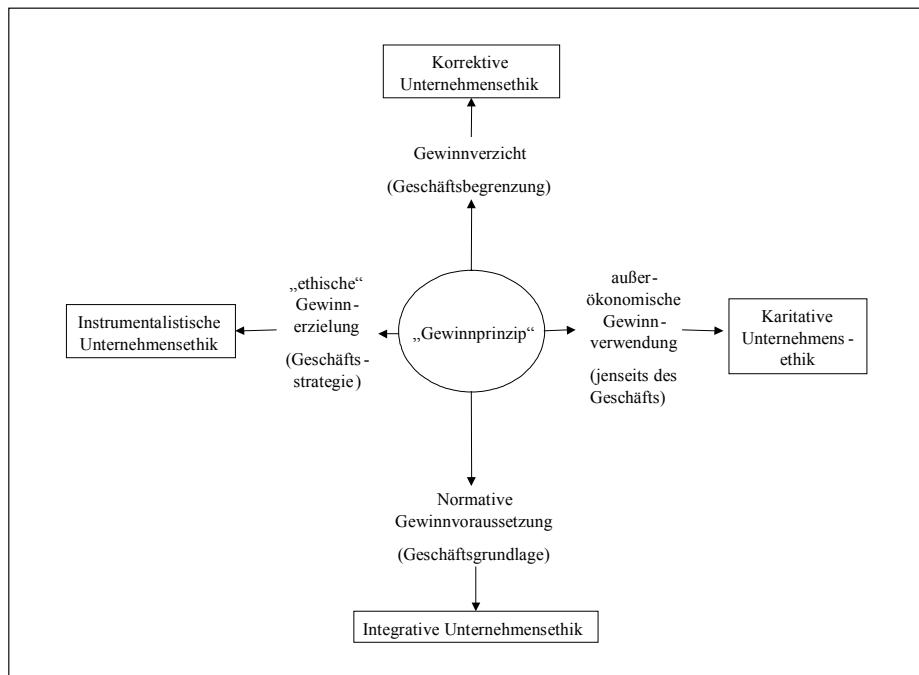 Korrektive
Unternehmensethik
Gewinnverzicht
(Geschäftsbegrenzung)
„ethische“
Gewinn-
erzielung
(Geschäfts-
strategie)
Instrumentalistische
Unternehmensethik
„Gewinnprinzip“
außer-
ökonomische
Gewinn-
verwendung
(jenseits des
Geschäfts)
Karitative
Unternehmens-
ethik
Normative
Gewinnvoraussetzung
(Geschäftsgrundlage)
Integrative Unternehmensethik